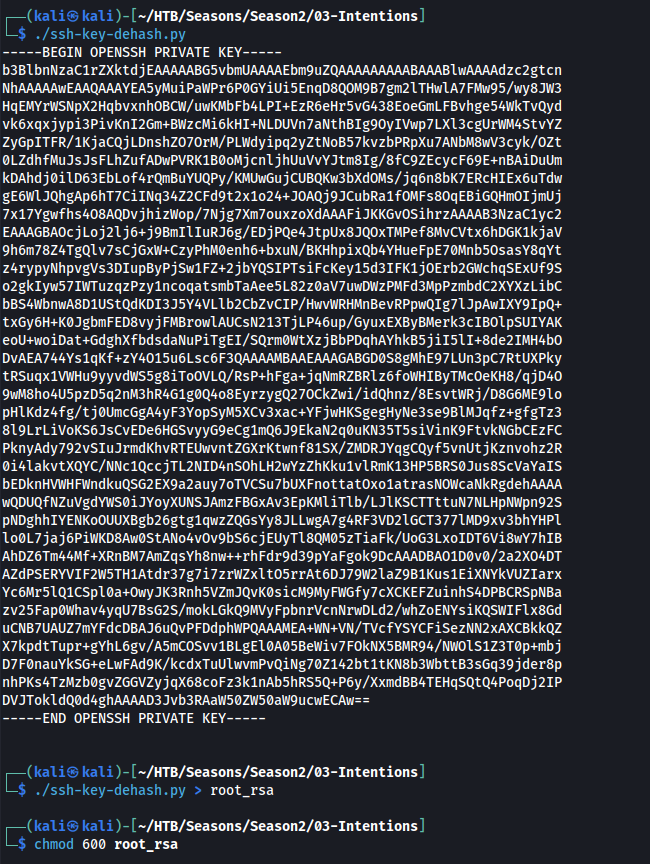 ┌──(kali㉿kali)-[~/HTB/Seasons/Season2/03-Intentions]
└─$ ./ssh-key-dehash.py
-----BEGIN OPENSSH PRIVATE KEY-----
b3BlbnNzaC1rZXktdjEAAAAABG5vbmUAAAAEbm9uZQAAAAAAAAABAAABlwAAAAdzc2gtcn
NhAAAAAwEAAQAAAYEA5yMuiPaWPr6P0GYiUi5EnqD8QOM9B7gm2lTHwlA7FMw95/wy8JW3
HqEMYrWSNpX2HqbvxnhOBCW/uwKMbFb4LPI+EzR6eHr5vG438EoeGmLFBvhge54WkTvQyd
vk6xqxjypi3PivKnI2Gm+BWzcMi6kHI+NLDUVn7aNthBIg9OyIVwp7LXl3cgUrWM4StvYZ
ZyGpITFR/1KjaCQjLDnshZO7OrM/PLWdyipq2yZtNoB57kvzbPRpXu7ANbM8wV3cyk/OZt
0LZdhfMuJsJsFLhZufADwPVRK1B0oMjcnljhUuVvYJtm8Ig/8fC9ZEcycF69E+nBAiDuUm
kDAhdj0ilD63EbLof4rQmBuYUQPy/KMUwGujCUBQKw3bXdOMs/jq6n8bK7ERcHIEx6uTdw
gE6WlJQhgAp6hT7CiINq34Z2CFd9t2x1o24+JOAQj9JCubRa1fOMFs8OqEBiGQHmOIjmUj
7x17Ygwfhs4O8AQDvjhizWop/7Njg7Xm7ouxzoXdAAAFiJKKGvOSihrzAAAAB3NzaC1yc2
EAAAGBAOcjLoj2lj6+j9BmIlIuRJ6g/EDjPQe4JtpUx8JQOxTMPef8MvCVtx6hDGK1kjaV
9h6m78Z4TgQlv7sCjGxW+CzyPhM0enh6+bxuN/BKHhpixQb4YHueFpE70Mnb5OsasY8qYt
z4rypyNhpvgVs3DIupByPjSw1FZ+2jbYQSIPTsiFcKey15d3IFK1jOErb2GWchqSExUf9S
o2gkIyw57IWTuzqzPzy1ncoqatsmbTaAee5L82z0aV7uwDWzPMFd3MpPzmbdC2XYXzLibC
bBS4WbnwA8D1UStQdKDI3J5Y4VLlb2CbZvCIP/HwvWRHMnBevRPpwQIg7lJpAwIXY9IpQ+
txGy6H+K0JgbmFED8vyjFMBrowlAUCsN213TjLP46up/GyuxEXByBMerk3cIBOlpSUIYAK
eoU+woiDat+GdghXfbdsdaNuPiTgEI/SQrm0WtXzjBbPDqhAYhkB5jiI5lI+8de2IMH4bO
DvAEA744Ys1qKf+zY4O15u6Lsc6F3QAAAAMBAAEAAAGABGD0S8gMhE97LUn3pC7RtUXPky
tRSuqx1VWHu9yyvdWS5g8iToOVLQ/RsP+hFga+jqNmRZBRlz6foWHIByTMcOeKH8/qjD4O
9wM8ho4U5pzD5q2nM3hR4G1g0Q4o8EyrzygQ27OCkZwi/idQhnz/8EsvtWRj/D8G6ME9lo
pHlKdz4fg/tj0UmcGgA4yF3YopSyM5XCv3xac+YFjwHKSgegHyNe3se9BlMJqfz+gfgTz3
8l9LrLiVoKS6JsCvEDe6HGSvyyG9eCg1mQ6J9EkaN2q0uKN35T5siVinK9FtvkNGbCEzFC
PknyAdy792vSIuJrmdKhvRTEUwvntZGXrKtwnf81SX/ZMDRJYqgCQyf5vnUtjKznvohz2R
0i4lakvtXQYC/NNc1QccjTL2NID4nSOhLH2wYzZhKku1vlRmK13HP5BRS0Jus8ScVaYaIS
bEDknHVWHFWndkuQSG2EX9a2auy7oTVCSu7bUXFnottatOxo1atrasNOWcaNkRgdehAAAA
wQDUQfNZuVgdYWS0iJYoyXUNSJAmzFBGxAv3EpKMliTlb/LJlKSCTTttuN7NLHpNWpn92S
pNDghhIYENKoOUUXBgb26gtg1qwzZQGsYy8JLLwgA7g4RF3VD2lGCT377lMD9xv3bhYHPl
lo0L7jaj6PiWKD8Aw0StANo4vOv9bS6cjEUyTl8QM05zTiaFk/UoG3LxoIDT6Vi8wY7hIB
AhDZ6Tm44Mf+XRnBM7AmZqsYh8nw++rhFdr9d39pYaFgok9DcAAADBAO1D0v0/2a2XO4DT
AZdPSERYVIF2W5TH1Atdr37g7i7zrWZxltO5rrAt6DJ79W2laZ9B1Kus1EiXNYkVUZIarx
Yc6Mr5lQ1CSpl0a+OwyJK3Rnh5VZmJQvK0sicM9MyFWGfy7cXCKEFZuinhS4DPBCRSpNBa
zv25Fap0Whav4yqU7BsG2S/mokLGkQ9MVyFpbnrVcnNrwDLd2/whZoENYsiKQSWIFlx8Gd
uCNB7UAUZ7mYFdcDBAJ6uQvPFDdphWPQAAAMEA+WN+VN/TVcfYSYCFiSezNN2xAXCBkkQZ
X7kpdtTupr+gYhL6gv/A5mCOSvv1BLgEl0A05BeWiv7FOkNX5BMR94/NWOlS1Z3T0p+mbj
D7F0nauYkSG+eLwFAd9K/kcdxTuUlwvmPvQiNg70Z142bt1tKN8b3WbttB3sGq39jder8p
nhPKs4TzMzb0gvZGGVZyjqX68coFz3k1nAb5hRS5Q+P6y/XxmdBB4TEHqSQtQ4PoqDj2IP
DVJTokldQ0d4ghAAAAD3Jvb3RAaW50ZW50aW9ucwECAw==
-----END OPENSSH PRIVATE KEY-----
┌──(kali㉿kali)-[~/HTB/Seasons/Season2/03-Intentions]
└─$ ./ssh-key-dehash.py > root_rsa
┌──(kali㉿kali)-[~/HTB/Seasons/Season2/03-Intentions]
└─$ chmod 600 root_rsa